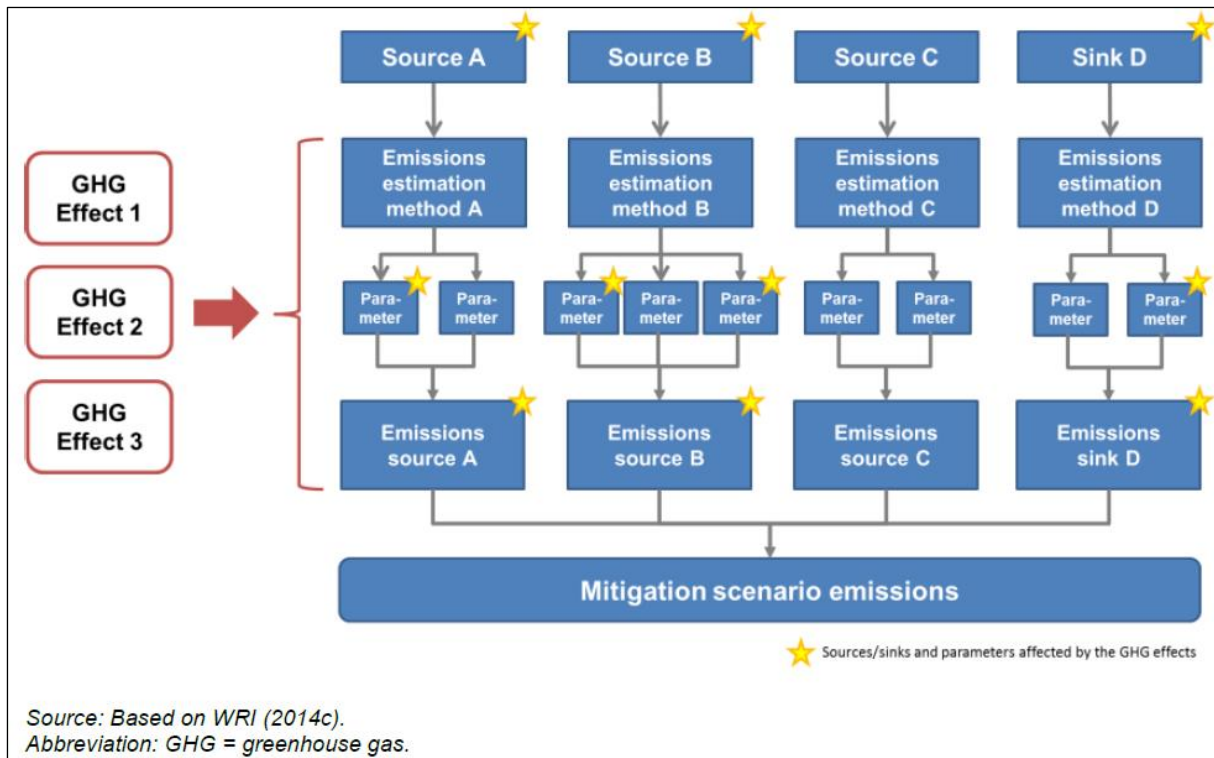 Source A
Source B
Source C
Sink D
GHG
Effect 1
GHG
Effect 2
GHG
Effect 3
Emissions
estimation
method A
Emissions
estimation
method B
Emissions
estimation
method C
Emissions
estimation
method D
Para-
meter
Para-
meter
Para-
meter
Para-
meter
Para-
meter
Para-
meter
Para-
meter
Para-
meter
Para-
meter
Emissions
source A
Emissions
source B
Emissions
source C
Emissions
sink D
Mitigation scenario emissions
Sources/sinks and parameters affected by the GHG effects
Source: Based on WRI (2014c).
Abbreviation: GHG = greenhouse gas.